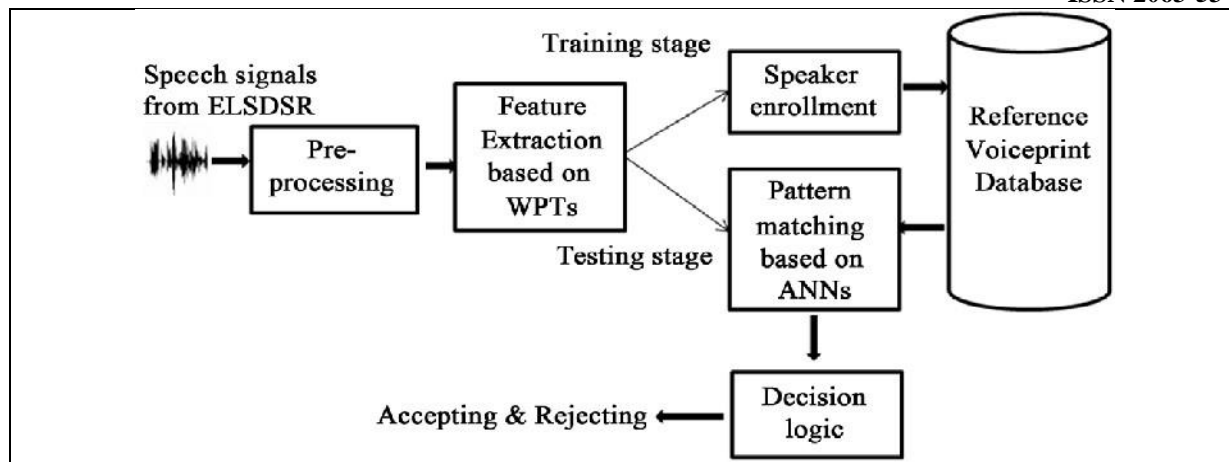 Training stage
Speech signals
from ELSDSR
Pre-
processing
Feature
Extraction
based on
WPTs
Speaker
enrollment
Reference
Voiceprint
Database
Testing stage
Pattern
matching
based on
ANNs
Decision
logic
Accepting & Rejecting